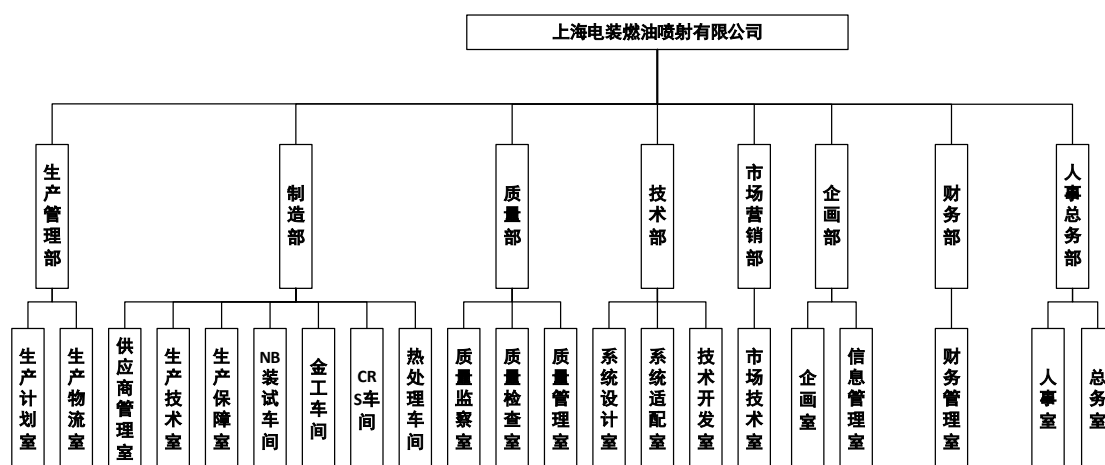 上海电装燃油喷射有限公司
生产管理部
制造部
质量部
技术部
市场营销部
企画部
财务部
人事总务部
生产计划室
生产物流室
供应商管理室
生产技术室
生产保障室
NB装试车间
金工车间
CRS车间
热处理车间
质量监察室
质量检查室
质量管理室
系统设计室
系统适配室
技术开发室
市场技术室
企画室
信息管理室
财务管理室
人事室
总务室